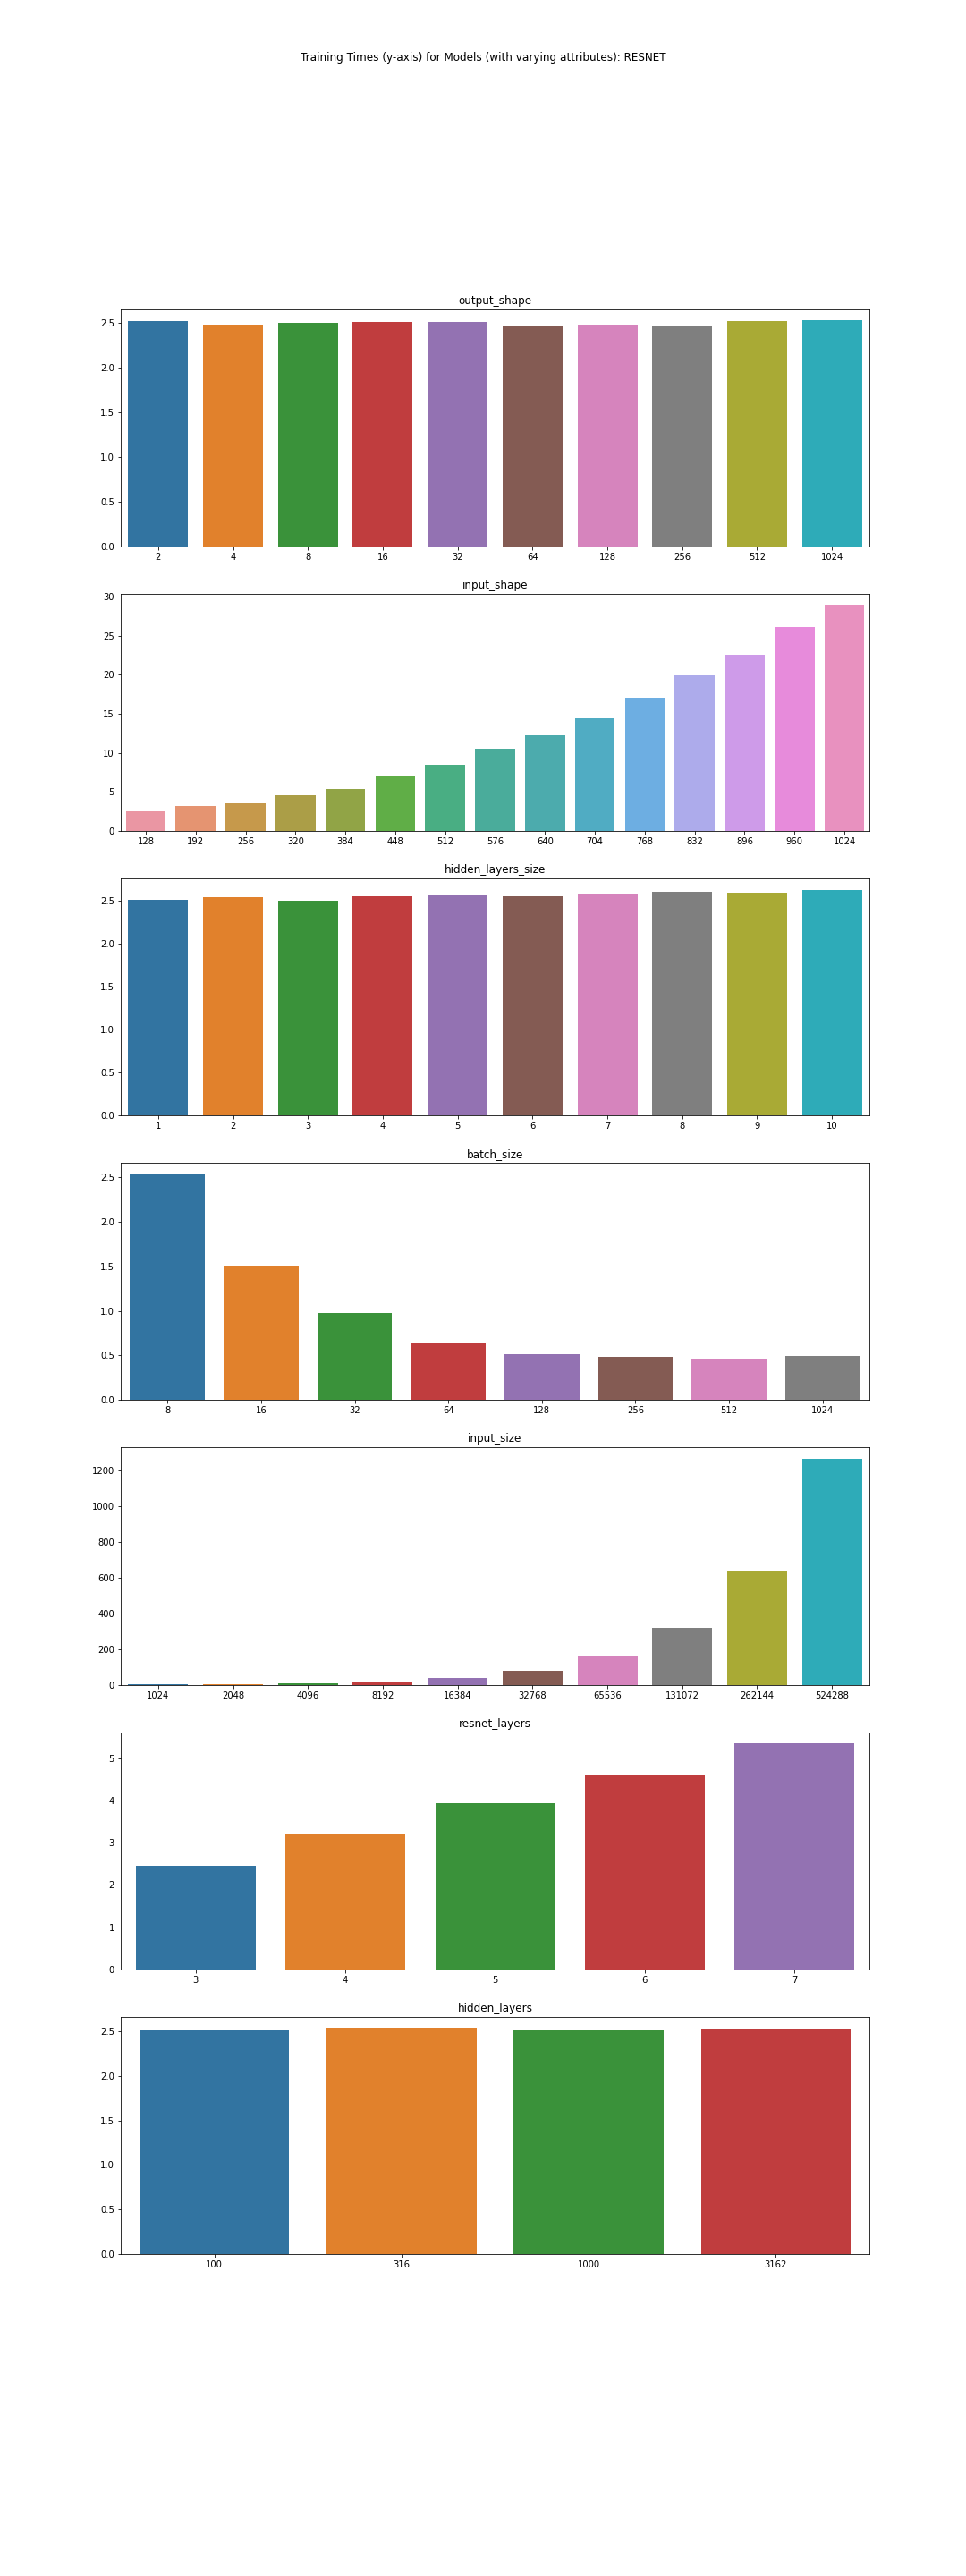 Training Times (y-axis) for Models (with varying attributes): RESNET
output_shape
2.5
2.0
1.5
1.0
0.5
0.0
2 4 8 16 32 64 128 256 512 1024
input_shape
30
25
20
15
10
5
0
128 192 256 320 384 448 512 576 640 704 768 832 896 960 1024
hidden_layers_size
2.5
2.0
1.5
1.0
0.5
0.0
1 2 3 4 5 6 7 8 9 10
batch_size
2.5
2.0
1.5
1.0
0.5
0.0
8 16 32 64 128 256 512 1024
input_size
1200
1000
800
600
400
200
0
1024 2048 4096 8192 16384 32768 65536 131072 262144 524288
resnet_layers
5
4
3
2
1
0
3 4 5 6 7
hidden_layers
2.5
2.0
1.5
1.0
0.5
0.0
100 316 1000 3162